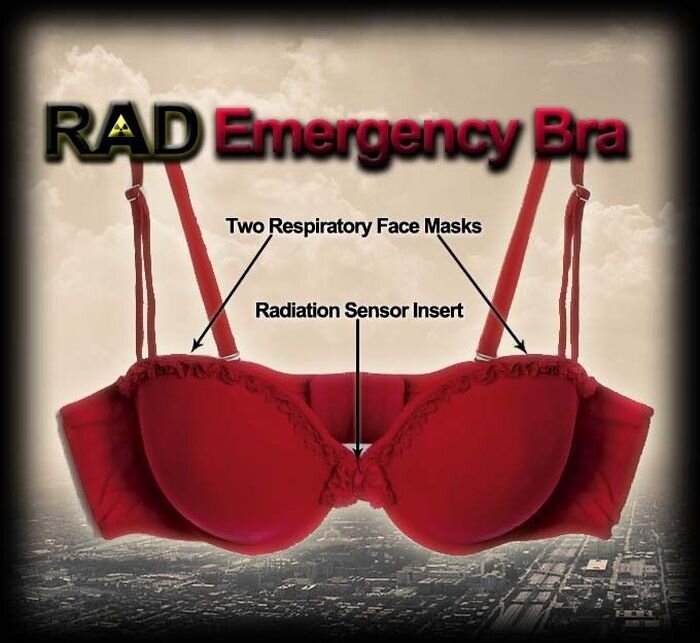 RAD Emergency Bra
Two Respiratory Face Masks
Radiation Sensor Insert